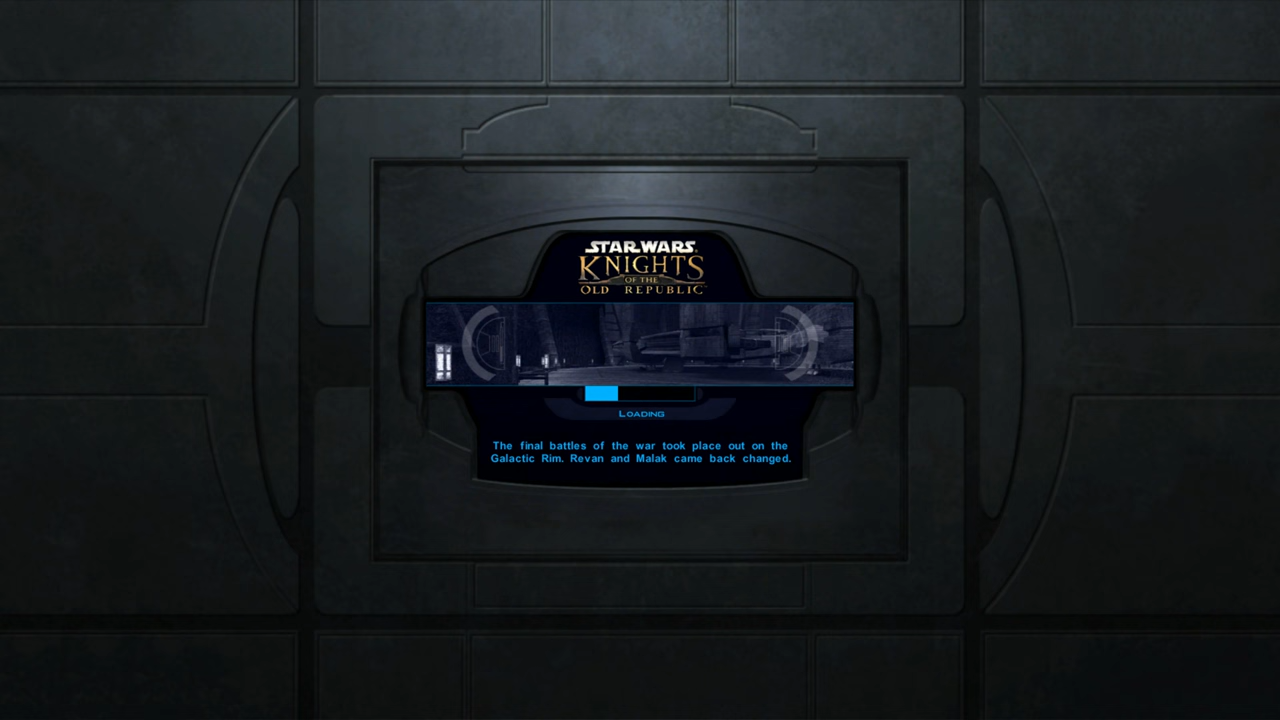 STAR WARS
KNIGHTS
OF THE
OLD REPUBLIC
LOADING
The final battles of the war took place out on the
Galactic Rim. Revan and Malak came back changed.